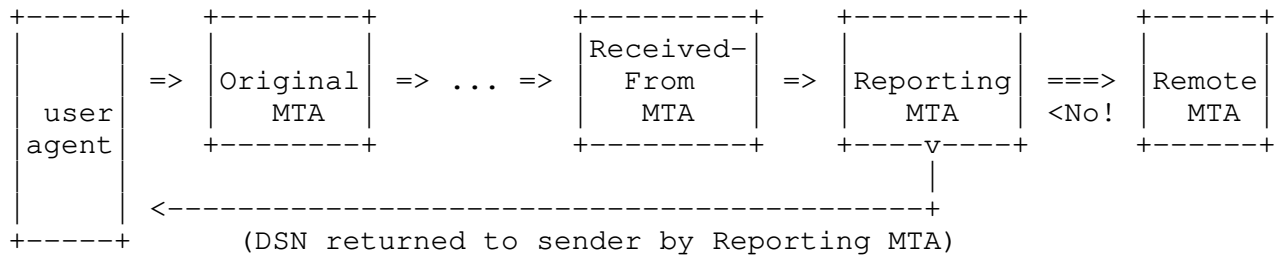 +-----+   +--------+           +---------+   +---------+      +------+
|     |   |        |           |Received-|   |         |      |      |
|     | => |Original| => ... => |  From   | => |Reporting| ===> |Remote|
| user|   |  MTA   |           |   MTA   |   |   MTA   | <No! |  MTA |
|agent|   +--------+           +---------+   +----v----+      +------+
|     |                                           |
|     | <-----------------------------------------+
+-----+      (DSN returned to sender by Reporting MTA)